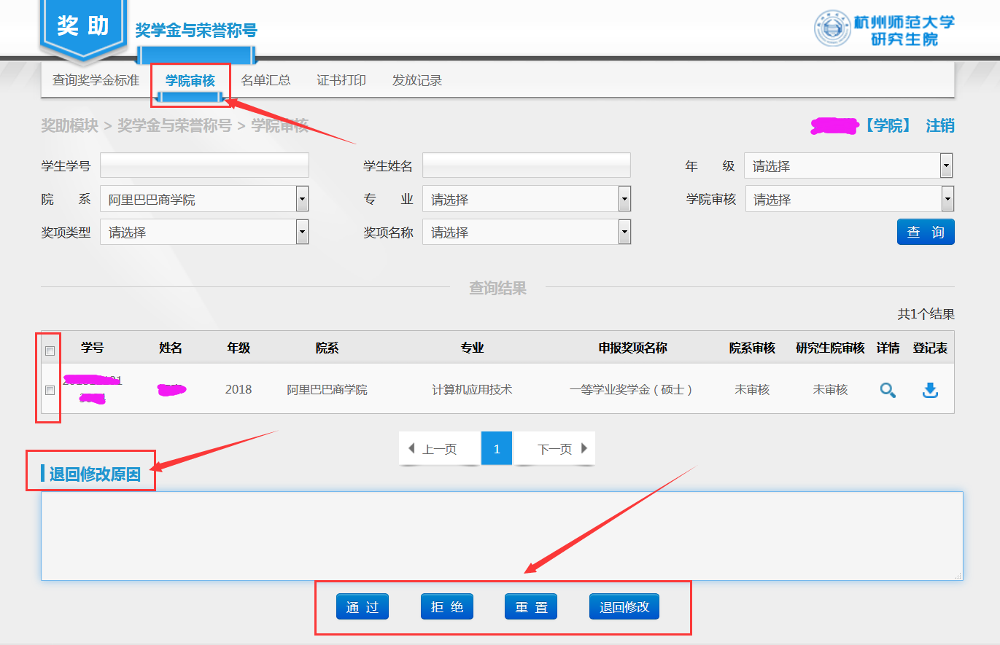 奖 助
奖学金与荣誉称号
杭州师范大学
研究生院
查询奖学金标准 学院审核 名单汇总 证书打印 发放记录
奖助模块 > 奖学金与荣誉称号 > 学院审核
【学院】 注销
学生学号 学生姓名 年 级 请选择
院 系 阿里巴巴商学院 专 业 请选择 学院审核 请选择
奖项类型 请选择 奖项名称 请选择 查 询
查询结果
共1个结果
学号 姓名 年级 院系 专业 申报奖项名称 院系审核 研究生院审核 详情 登记表
2018 阿里巴巴商学院 计算机应用技术 一等学业奖学金（硕士） 未审核 未审核
上一页 1 下一页
退回修改原因
通 过 拒 绝 重 置 退回修改